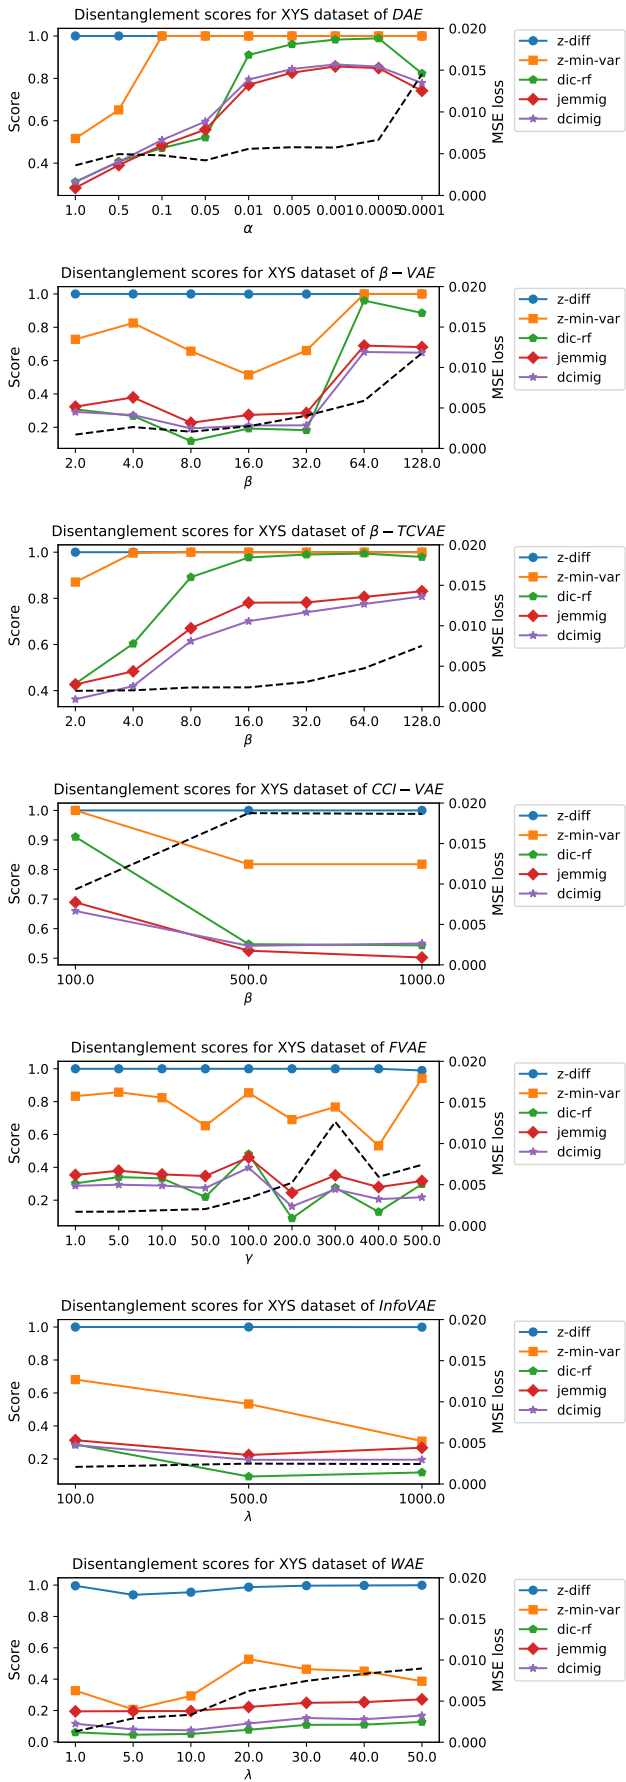 Disentanglement scores for XYS dataset of DAE
Score
1.0
0.8
0.6
0.4
0.020
0.015
0.010
0.005
0.000
MSE loss
1.0 0.5 0.1 0.05 0.01 0.005 0.001 0.0005 0.0001
α
z-diff
z-min-var
dic-rf
jemmig
dcimig
Disentanglement scores for XYS dataset of β − VAE
Score
1.0
0.8
0.6
0.4
0.2
0.020
0.015
0.010
0.005
0.000
MSE loss
2.0 4.0 8.0 16.0 32.0 64.0 128.0
β
z-diff
z-min-var
dic-rf
jemmig
dcimig
Disentanglement scores for XYS dataset of β − TCVAE
Score
1.0
0.8
0.6
0.4
0.020
0.015
0.010
0.005
0.000
MSE loss
2.0 4.0 8.0 16.0 32.0 64.0 128.0
β
z-diff
z-min-var
dic-rf
jemmig
dcimig
Disentanglement scores for XYS dataset of CCI − VAE
Score
1.0
0.9
0.8
0.7
0.6
0.5
0.020
0.015
0.010
0.005
0.000
MSE loss
100.0 500.0 1000.0
β
z-diff
z-min-var
dic-rf
jemmig
dcimig
Disentanglement scores for XYS dataset of FVAE
Score
1.0
0.8
0.6
0.4
0.2
0.020
0.015
0.010
0.005
0.000
MSE loss
1.0 5.0 10.0 50.0 100.0 200.0 300.0 400.0 500.0
γ
z-diff
z-min-var
dic-rf
jemmig
dcimig
Disentanglement scores for XYS dataset of InfoVAE
Score
1.0
0.8
0.6
0.4
0.2
0.020
0.015
0.010
0.005
0.000
MSE loss
100.0 500.0 1000.0
λ
z-diff
z-min-var
dic-rf
jemmig
dcimig
Disentanglement scores for XYS dataset of WAE
Score
1.0
0.8
0.6
0.4
0.2
0.0
0.020
0.015
0.010
0.005
0.000
MSE loss
1.0 5.0 10.0 20.0 30.0 40.0 50.0
λ
z-diff
z-min-var
dic-rf
jemmig
dcimig